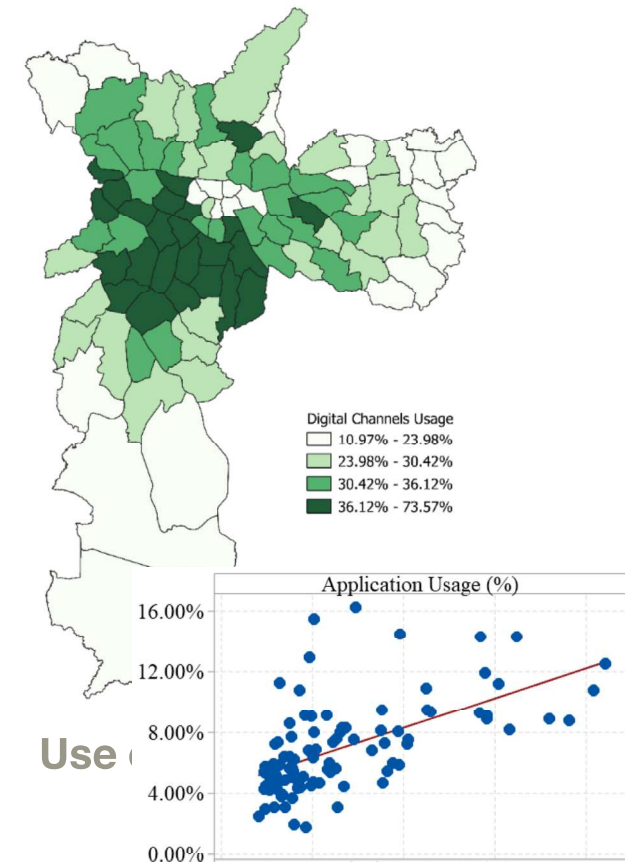 Digital Channels Usage
10.97% - 23.98%
23.98% - 30.42%
30.42% - 36.12%
36.12% - 73.57%
Application Usage (%)
16.00%
12.00%
8.00%
4.00%
0.00%
Use